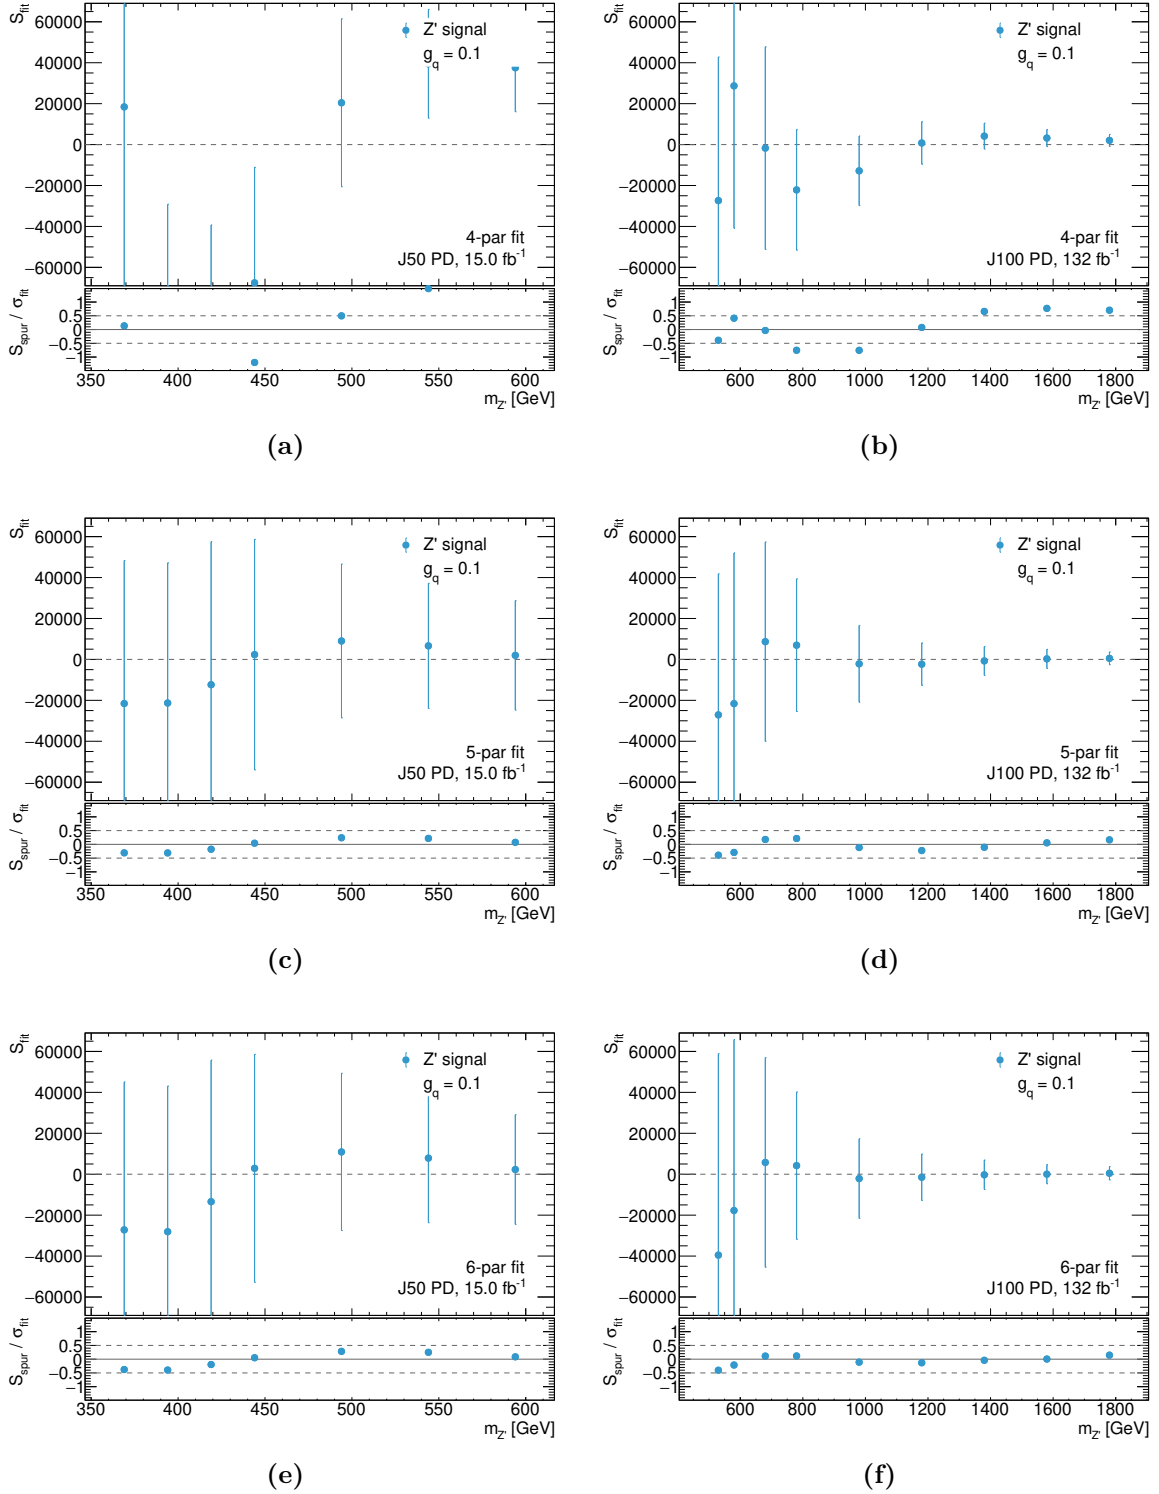 S_fit
60000
40000
20000
0
−20000
−40000
−60000
Z' signal
g_q = 0.1
4-par fit
J50 PD, 15.0 fb⁻¹
S_spur / σ_fit
1
0.5
0
−0.5
−1
350 400 450 500 550 600
m_Z' [GeV]
(a)
S_fit
60000
40000
20000
0
−20000
−40000
−60000
Z' signal
g_q = 0.1
4-par fit
J100 PD, 132 fb⁻¹
S_spur / σ_fit
1
0.5
0
−0.5
−1
600 800 1000 1200 1400 1600 1800
m_Z' [GeV]
(b)
S_fit
60000
40000
20000
0
−20000
−40000
−60000
Z' signal
g_q = 0.1
5-par fit
J50 PD, 15.0 fb⁻¹
S_spur / σ_fit
1
0.5
0
−0.5
−1
350 400 450 500 550 600
m_Z' [GeV]
(c)
S_fit
60000
40000
20000
0
−20000
−40000
−60000
Z' signal
g_q = 0.1
5-par fit
J100 PD, 132 fb⁻¹
S_spur / σ_fit
1
0.5
0
−0.5
−1
600 800 1000 1200 1400 1600 1800
m_Z' [GeV]
(d)
S_fit
60000
40000
20000
0
−20000
−40000
−60000
Z' signal
g_q = 0.1
6-par fit
J50 PD, 15.0 fb⁻¹
S_spur / σ_fit
1
0.5
0
−0.5
−1
350 400 450 500 550 600
m_Z' [GeV]
(e)
S_fit
60000
40000
20000
0
−20000
−40000
−60000
Z' signal
g_q = 0.1
6-par fit
J100 PD, 132 fb⁻¹
S_spur / σ_fit
1
0.5
0
−0.5
−1
600 800 1000 1200 1400 1600 1800
m_Z' [GeV]
(f)